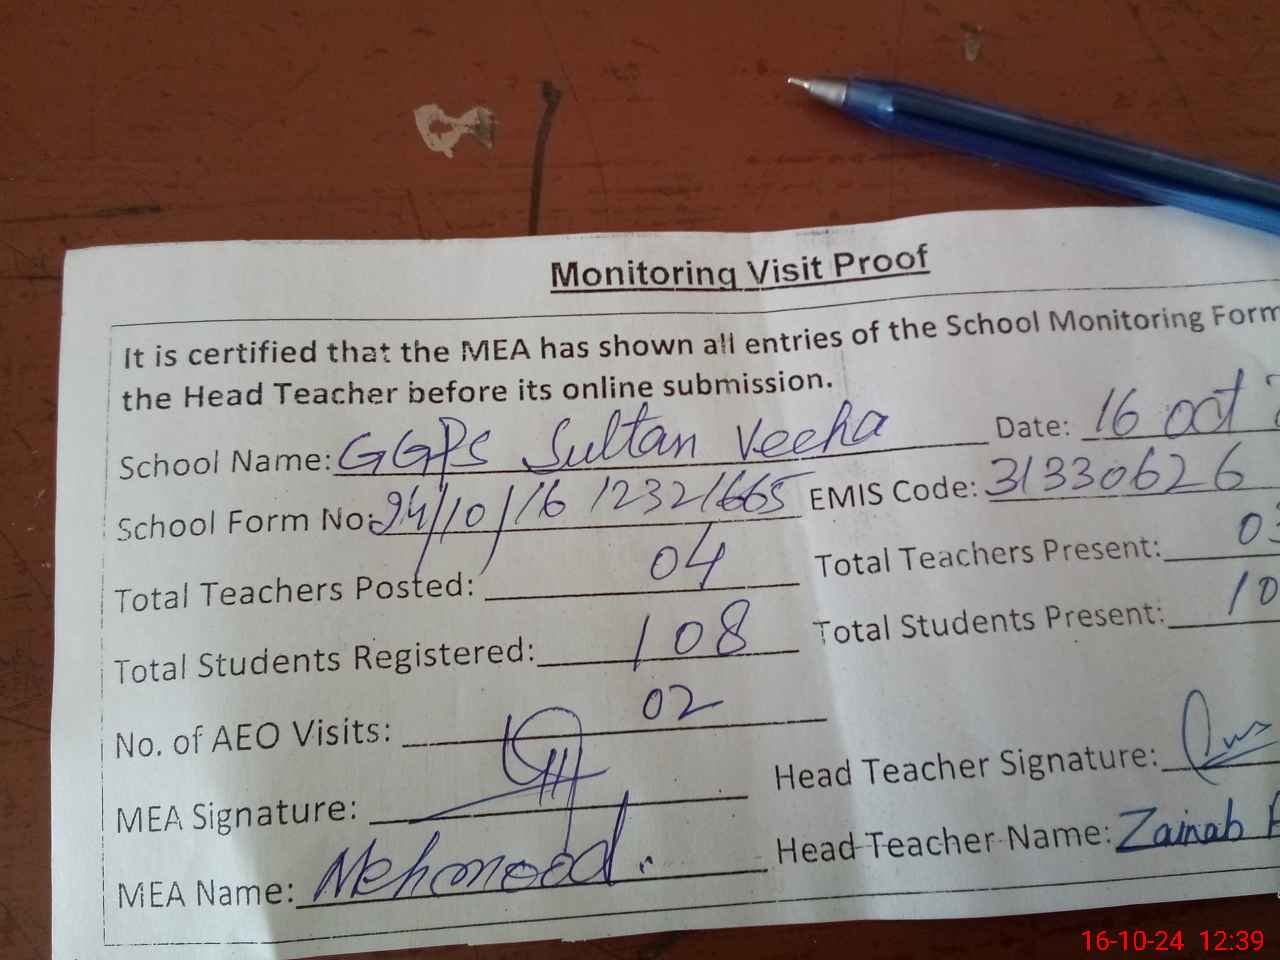 Monitoring Visit Proof
It is certified that the MEA has shown all entries of the School Monitoring Form
the Head Teacher before its online submission.
School Name: GGPS Sultan Veeha Date: 16 Oct
School Form No: 24/10/16 12321665 EMIS Code: 31330626
Total Teachers Posted: 04 Total Teachers Present: 03
Total Students Registered: 108 Total Students Present: 10
No. of AEO Visits: 02
MEA Signature: Head Teacher Signature:
MEA Name: Mehmood. Head Teacher Name: Zainab
16-10-24 12:39